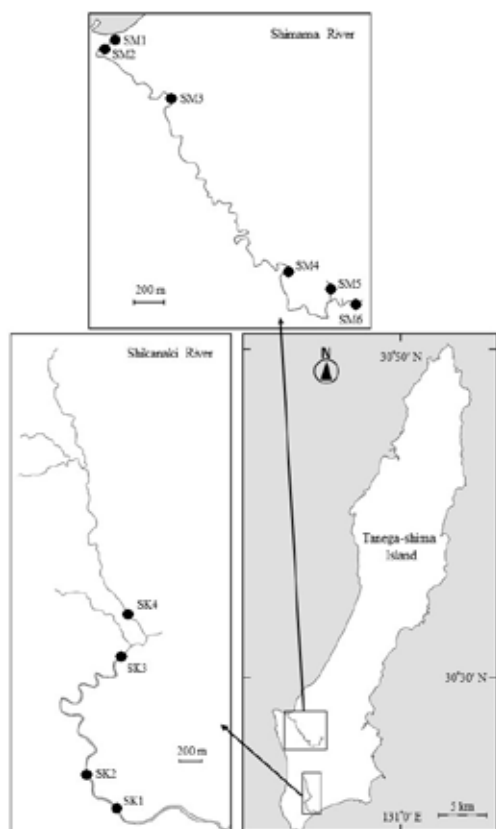 Shimama River
SM1
SM2
SM3
SM4
SM5
SM6
200 m
Shikanaki River
SK4
SK3
200 m
SK2
SK1
N
30°50' N
Tanega-shima
Island
30°30' N
131°0' E
5 km